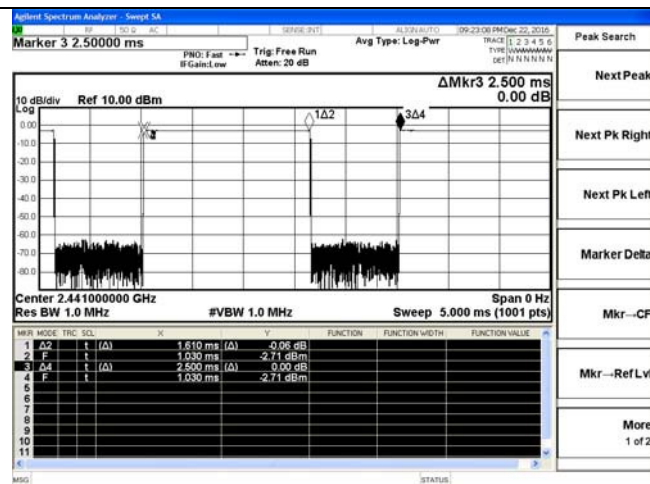 Agilent Spectrum Analyzer - Swept SA
RF 50 Ω AC SENSE:INT ALIGN AUTO 09:23:08 PM Dec 22, 2016
Marker 3 2.50000 ms
PNO: Fast
IFGain:Low
Trig: Free Run
Atten: 20 dB
Avg Type: Log-Pwr
TRACE 1 2 3 4 5 6
TYPE
DET N N N N N N
ΔMkr3 2.500 ms
0.00 dB
10 dB/div Ref 10.00 dBm
Log
1Δ2 3Δ4
0.00
-10.0
-20.0
-30.0
-40.0
-50.0
-60.0
-70.0
-80.0
Center 2.441000000 GHz Span 0 Hz
Res BW 1.0 MHz #VBW 1.0 MHz Sweep 5.000 ms (1001 pts)
MKR MODE TRC SCL X Y FUNCTION FUNCTION WIDTH FUNCTION VALUE
1 Δ2 t (Δ) 1.610 ms (Δ) -0.06 dB
2 F t 1.030 ms -2.71 dBm
3 Δ4 t (Δ) 2.500 ms (Δ) 0.00 dB
4 F t 1.030 ms -2.71 dBm
5
6
7
8
9
10
11
MSG STATUS
Peak Search
Next Peak
Next Pk Right
Next Pk Left
Marker Delta
Mkr→CF
Mkr→Ref Lvl
More
1 of 2